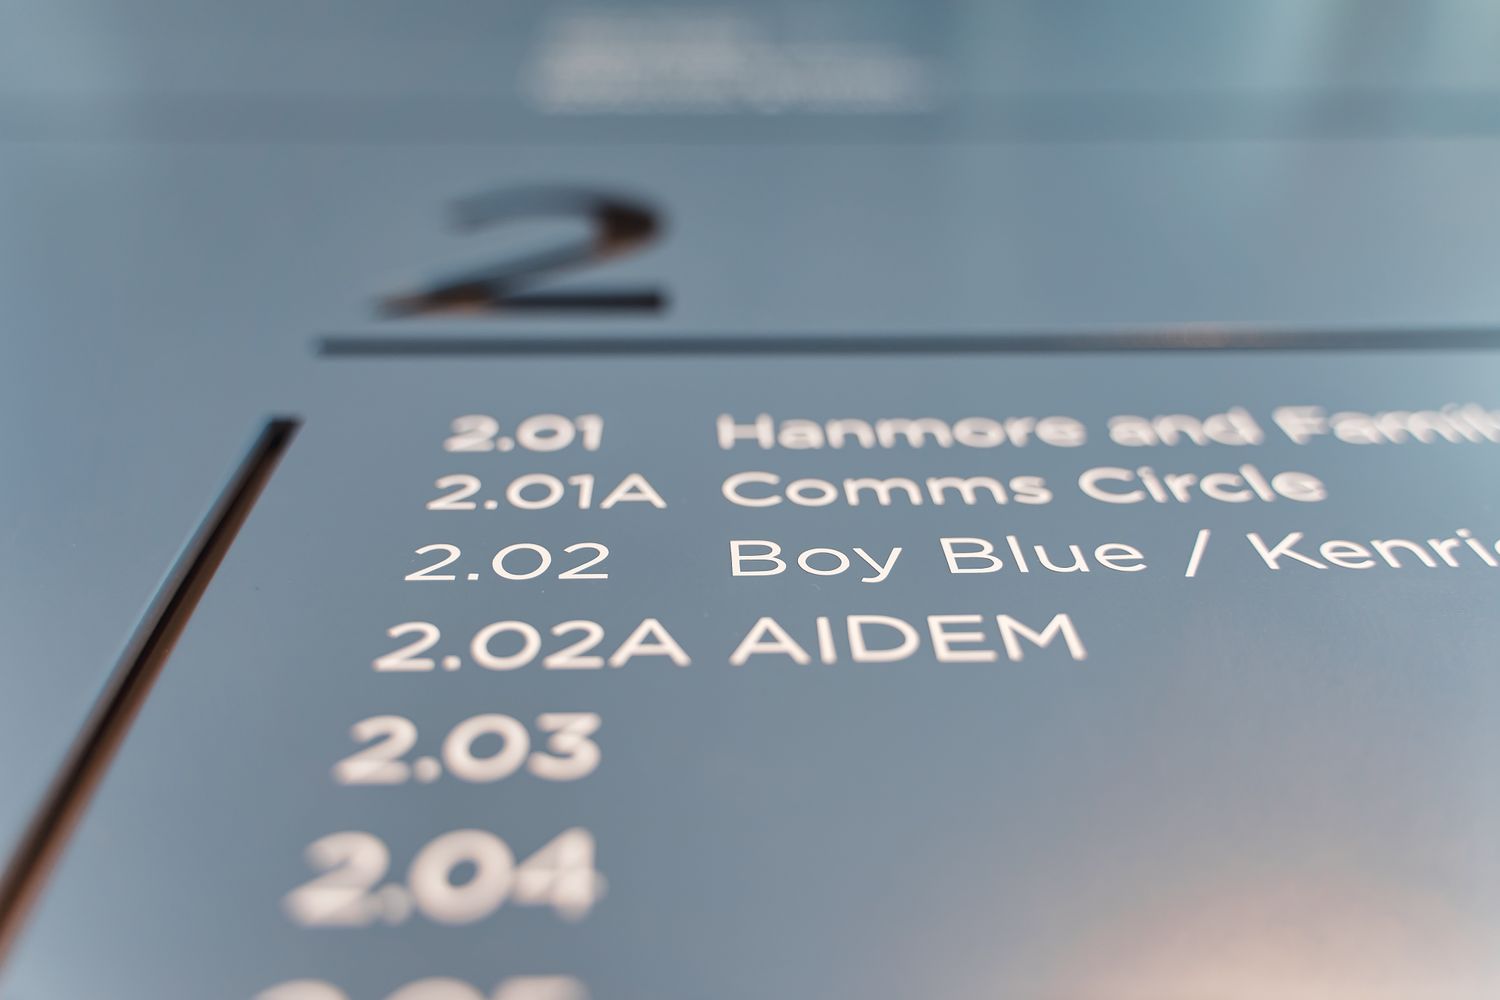 2
2.01 Hanmore and
2.01A Comms Circle
2.02 Boy Blue /
2.02A AIDEM
2.03
2.04